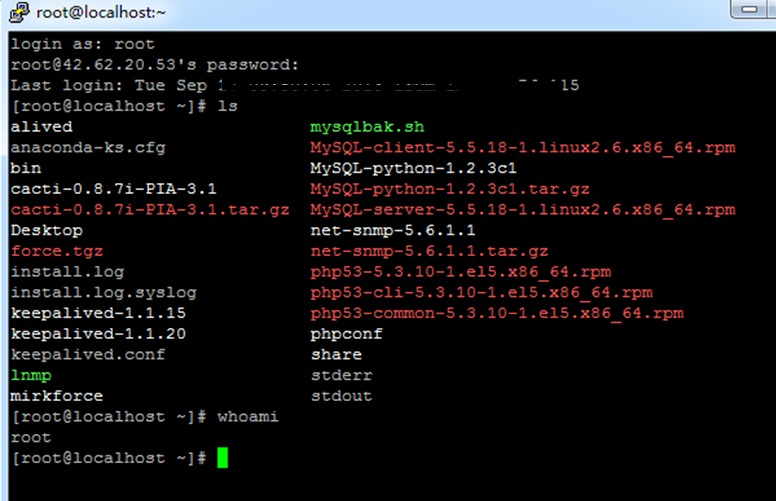 root@localhost:~
login as: root
root@42.62.20.53's password:
Last login: Tue Sep 15
[root@localhost ~]# ls
alived mysqlbak.sh
anaconda-ks.cfg MySQL-client-5.5.18-1.linux2.6.x86_64.rpm
bin MySQL-python-1.2.3c1
cacti-0.8.7i-PIA-3.1 MySQL-python-1.2.3c1.tar.gz
cacti-0.8.7i-PIA-3.1.tar.gz MySQL-server-5.5.18-1.linux2.6.x86_64.rpm
Desktop net-snmp-5.6.1.1
force.tgz net-snmp-5.6.1.1.tar.gz
install.log php53-5.3.10-1.el5.x86_64.rpm
install.log.syslog php53-cli-5.3.10-1.el5.x86_64.rpm
keepalived-1.1.15 php53-common-5.3.10-1.el5.x86_64.rpm
keepalived-1.1.20 phpconf
keepalived.conf share
lnmp stderr
mirkforce stdout
[root@localhost ~]# whoami
root
[root@localhost ~]#